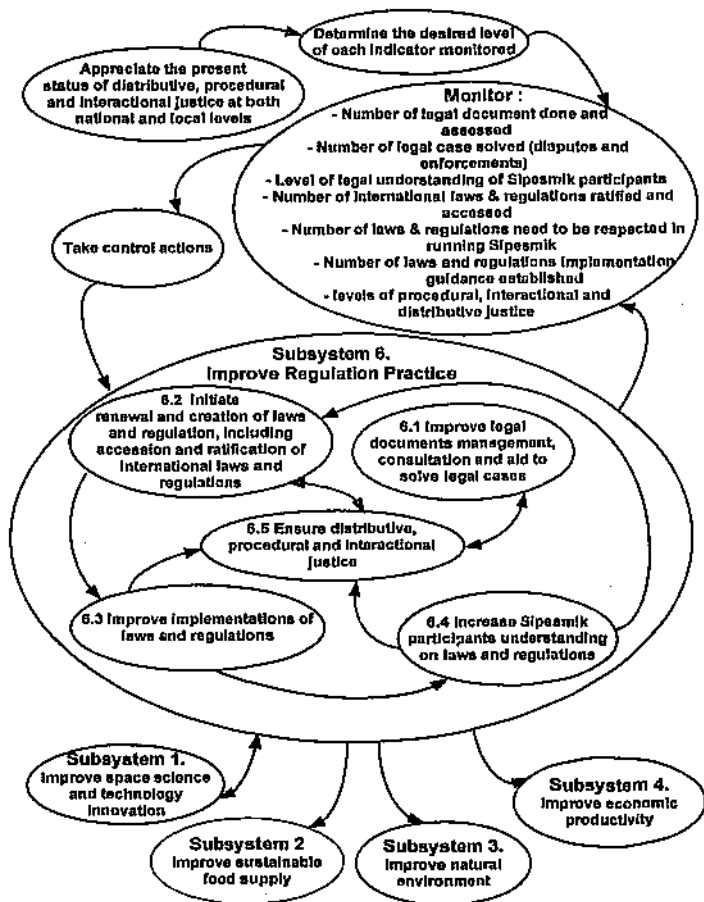 Determine the desired level
of each indicator monitored
Appreciate the present
status of distributive, procedural
and interactional justice at both
national and local levels
Monitor :
- Number of legal document done and
assessed
- Number of legal case solved (disputes and
enforcements)
- Level of legal understanding of Sipesmik participants
- Number of international laws & regulations ratified and
accessed
- Number of laws & regulations need to be respected in
running Sipesmik
- Number of laws and regulations implementation
guidance established
- levels of procedural, interactional and
distributive justice
Take control actions
Subsystem 6.
Improve Regulation Practice
6.2 Initiate
renewal and creation of laws
and regulation, including
accession and ratification of
international laws and
regulations
6.1 Improve legal
documents management,
consultation and aid to
solve legal cases
6.5 Ensure distributive,
procedural and interactional
justice
6.3 Improve implementations of
laws and regulations
6.4 Increase Sipesmik
participants understanding
on laws and regulations
Subsystem 1.
Improve space science
and technology
innovation
Subsystem 2
Improve sustainable
food supply
Subsystem 3.
Improve natural
environment
Subsystem 4.
Improve economic
productivity